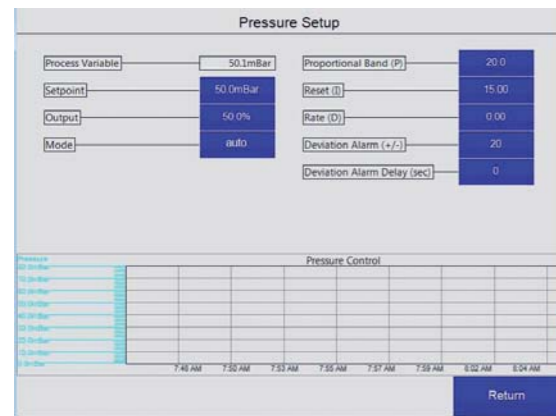 Pressure Setup
Process Variable 50.1mBar
Setpoint 50.0mBar
Output 50.0%
Mode auto
Proportional Band (P) 20.0
Reset (I) 15.00
Rate (D) 0.00
Deviation Alarm (+/-) 20
Deviation Alarm Delay (sec) 0
Pressure
Pressure Control
7:48 AM 7:50 AM 7:53 AM 7:55 AM 7:57 AM 7:59 AM 8:02 AM 8:04 AM
Return